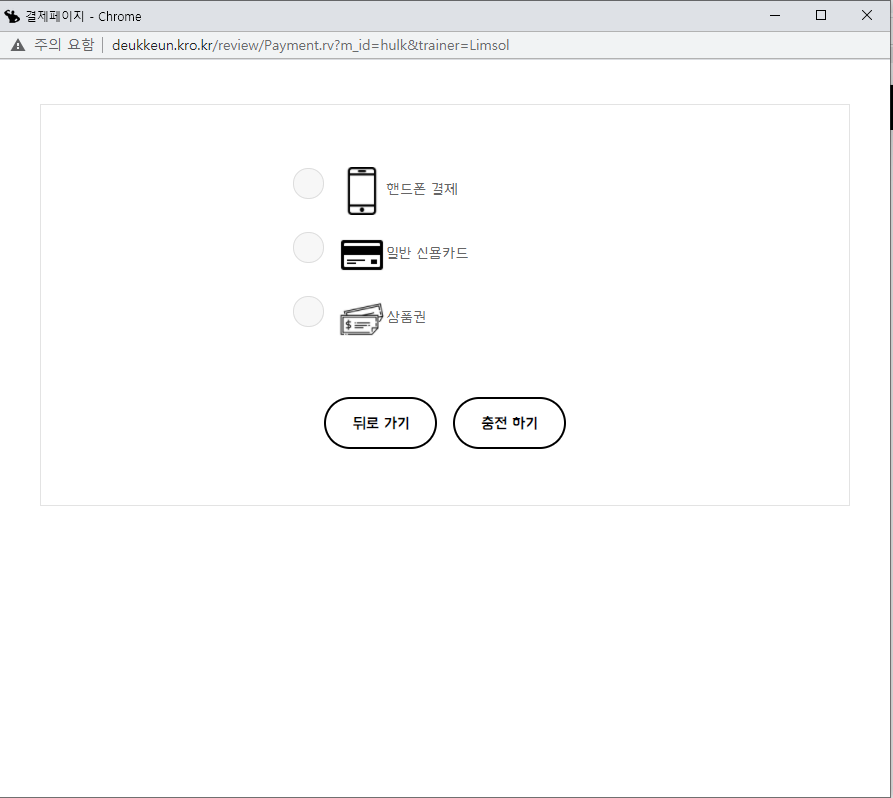 결제페이지 - Chrome
주의 요함 | deukkeun.kro.kr/review/Payment.rv?m_id=hulk&trainer=Limsol
핸드폰 결제
일반 신용카드
상품권
뒤로 가기 충전 하기